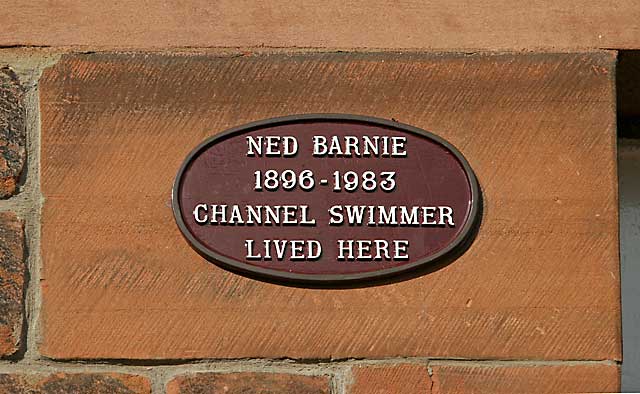 NED BARNIE
1896-1983
CHANNEL SWIMMER
LIVED HERE